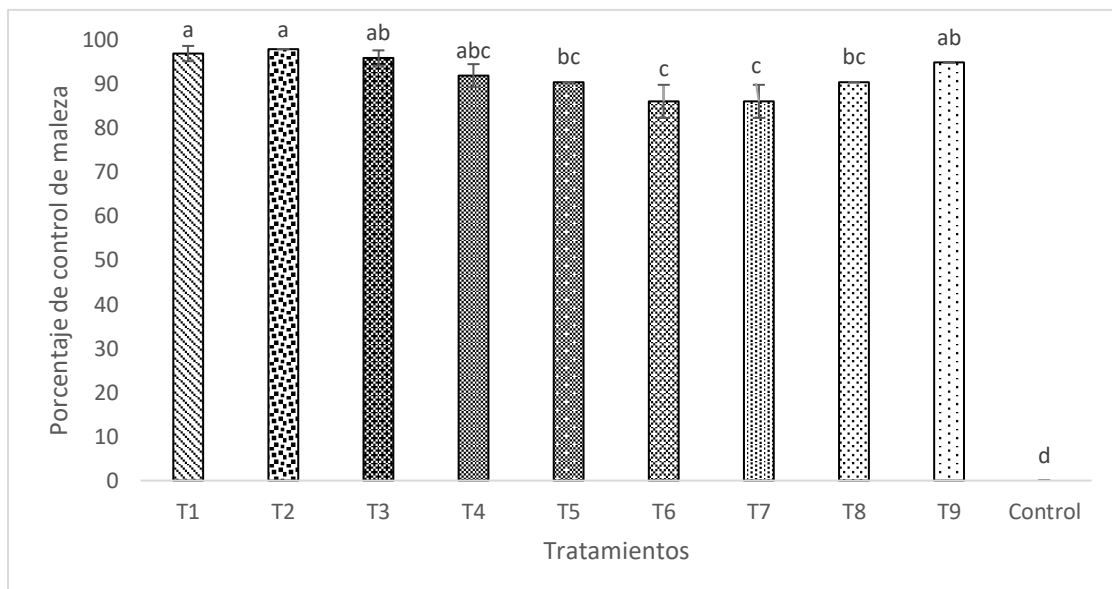 Porcentaje de control de maleza
100
90
80
70
60
50
40
30
20
10
0
a a ab abc bc c c bc ab d
T1 T2 T3 T4 T5 T6 T7 T8 T9 Control
Tratamientos